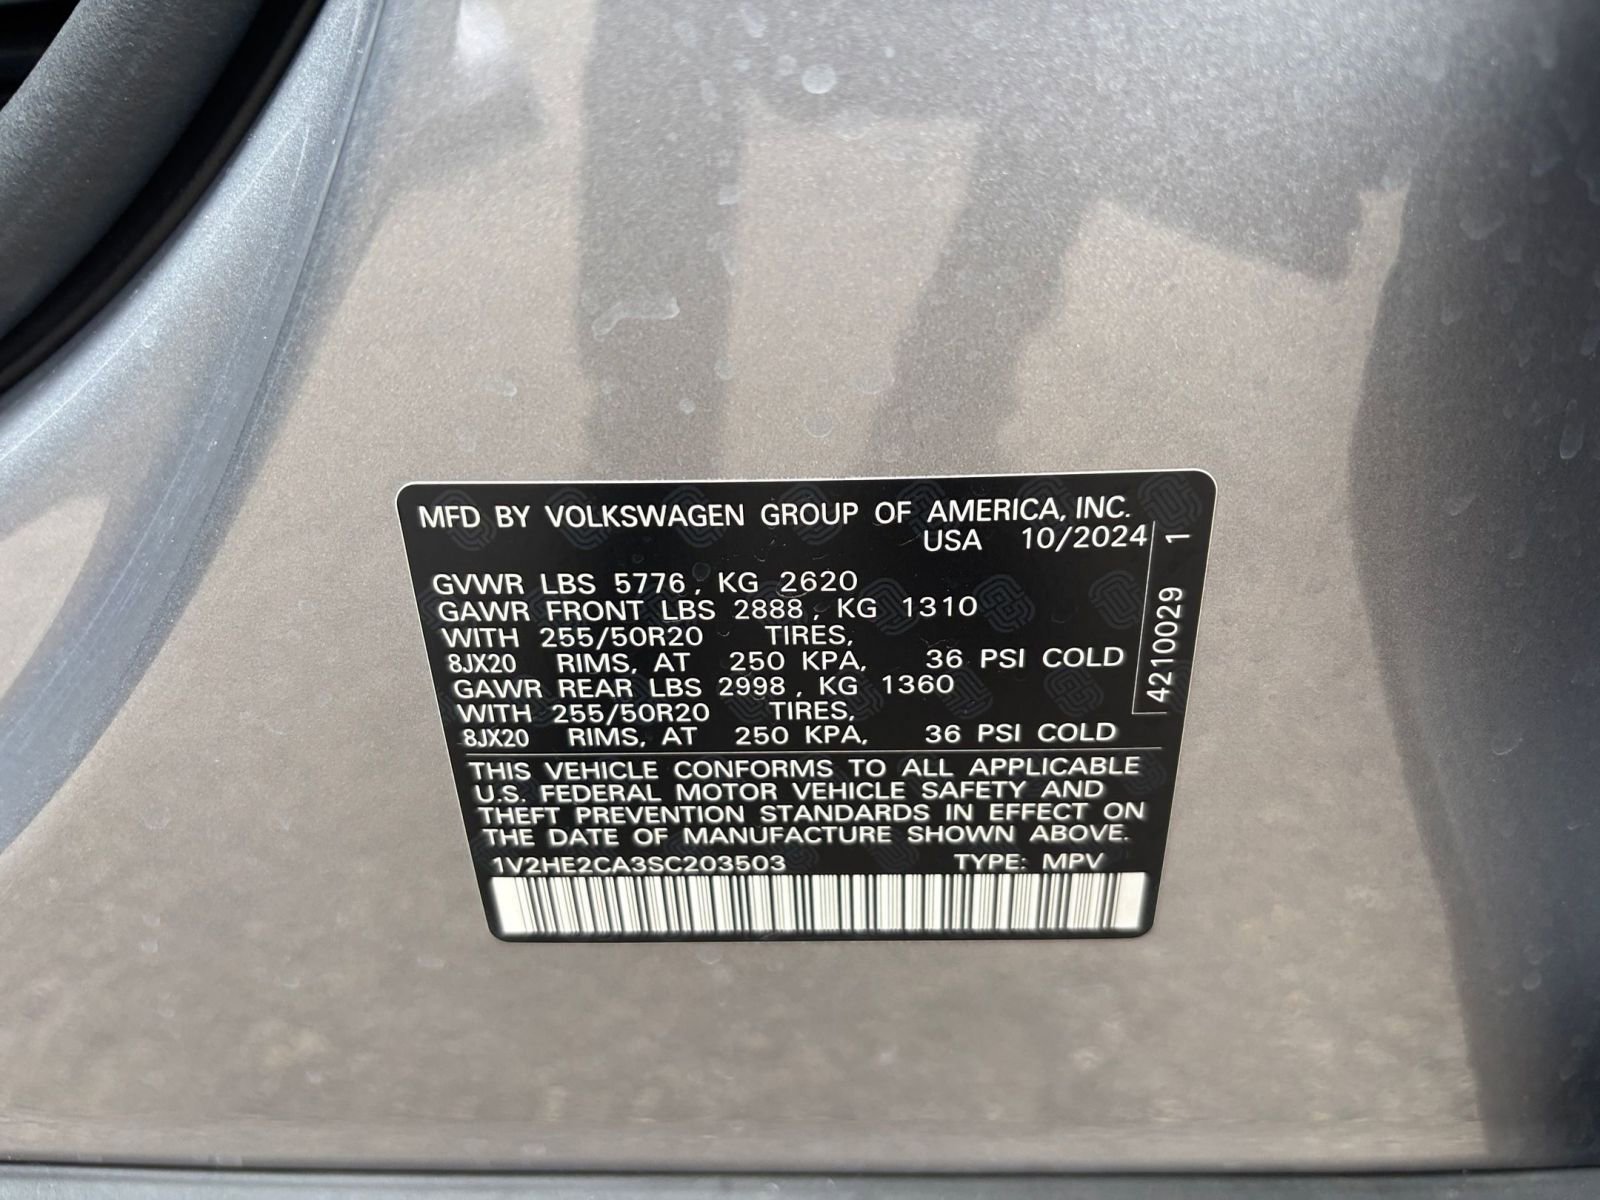 MFD BY VOLKSWAGEN GROUP OF AMERICA, INC.
USA 10/2024
GVWR LBS 5776, KG 2620
GAWR FRONT LBS 2888, KG 1310
WITH 255/50R20 TIRES,
8JX20 RIMS, AT 250 KPA, 36 PSI COLD
GAWR REAR LBS 2998, KG 1360
WITH 255/50R20 TIRES,
8JX20 RIMS, AT 250 KPA, 36 PSI COLD
4210029 1
THIS VEHICLE CONFORMS TO ALL APPLICABLE
U.S. FEDERAL MOTOR VEHICLE SAFETY AND
THEFT PREVENTION STANDARDS IN EFFECT ON
THE DATE OF MANUFACTURE SHOWN ABOVE.
1V2HE2CA3SC203503 TYPE: MPV